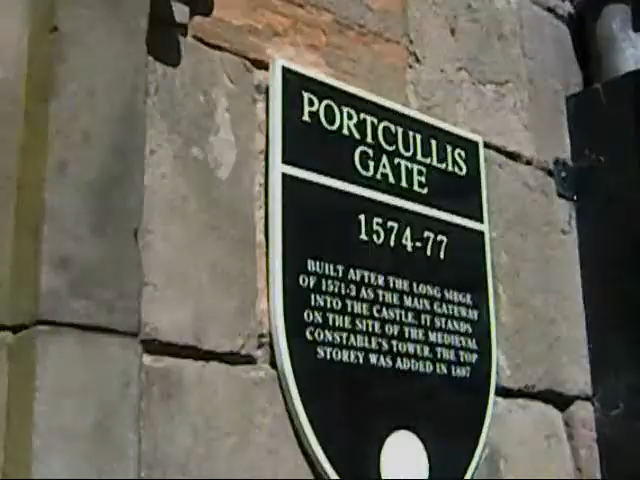 PORTCULLIS
GATE
1574-77
BUILT AFTER THE LONG SIEGE
OF 1571-3 AS THE MAIN GATEWAY
INTO THE CASTLE. IT STANDS
ON THE SITE OF THE MEDIEVAL
CONSTABLE'S TOWER. THE TOP
STOREY WAS ADDED IN 1887